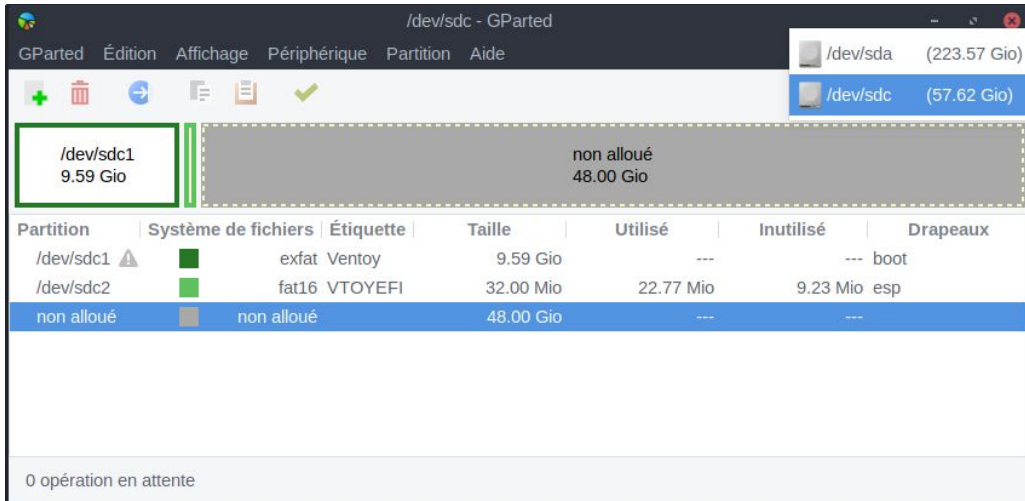 /dev/sdc - GParted
GParted Édition Affichage Périphérique Partition Aide
/dev/sda (223.57 Gio)
/dev/sdc (57.62 Gio)
/dev/sdc1
9.59 Gio
non alloué
48.00 Gio
Partition Système de fichiers Étiquette Taille Utilisé Inutilisé Drapeaux
/dev/sdc1 exfat Ventoy 9.59 Gio --- --- boot
/dev/sdc2 fat16 VTOYEFI 32.00 Mio 22.77 Mio 9.23 Mio esp
non alloué non alloué 48.00 Gio --- ---
0 opération en attente